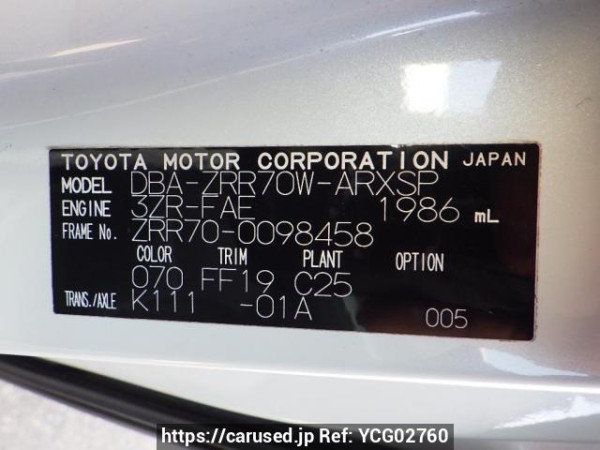 TOYOTA MOTOR CORPORATION JAPAN
MODEL DBA-ZRR70W-ARXSP
ENGINE 3ZR-FAE 1986 mL
FRAME No. ZRR70-0098458
COLOR TRIM PLANT OPTION
070 FF19 C25
TRANS./AXLE K111 -01A
005
https://carused.jp Ref: YCG02760